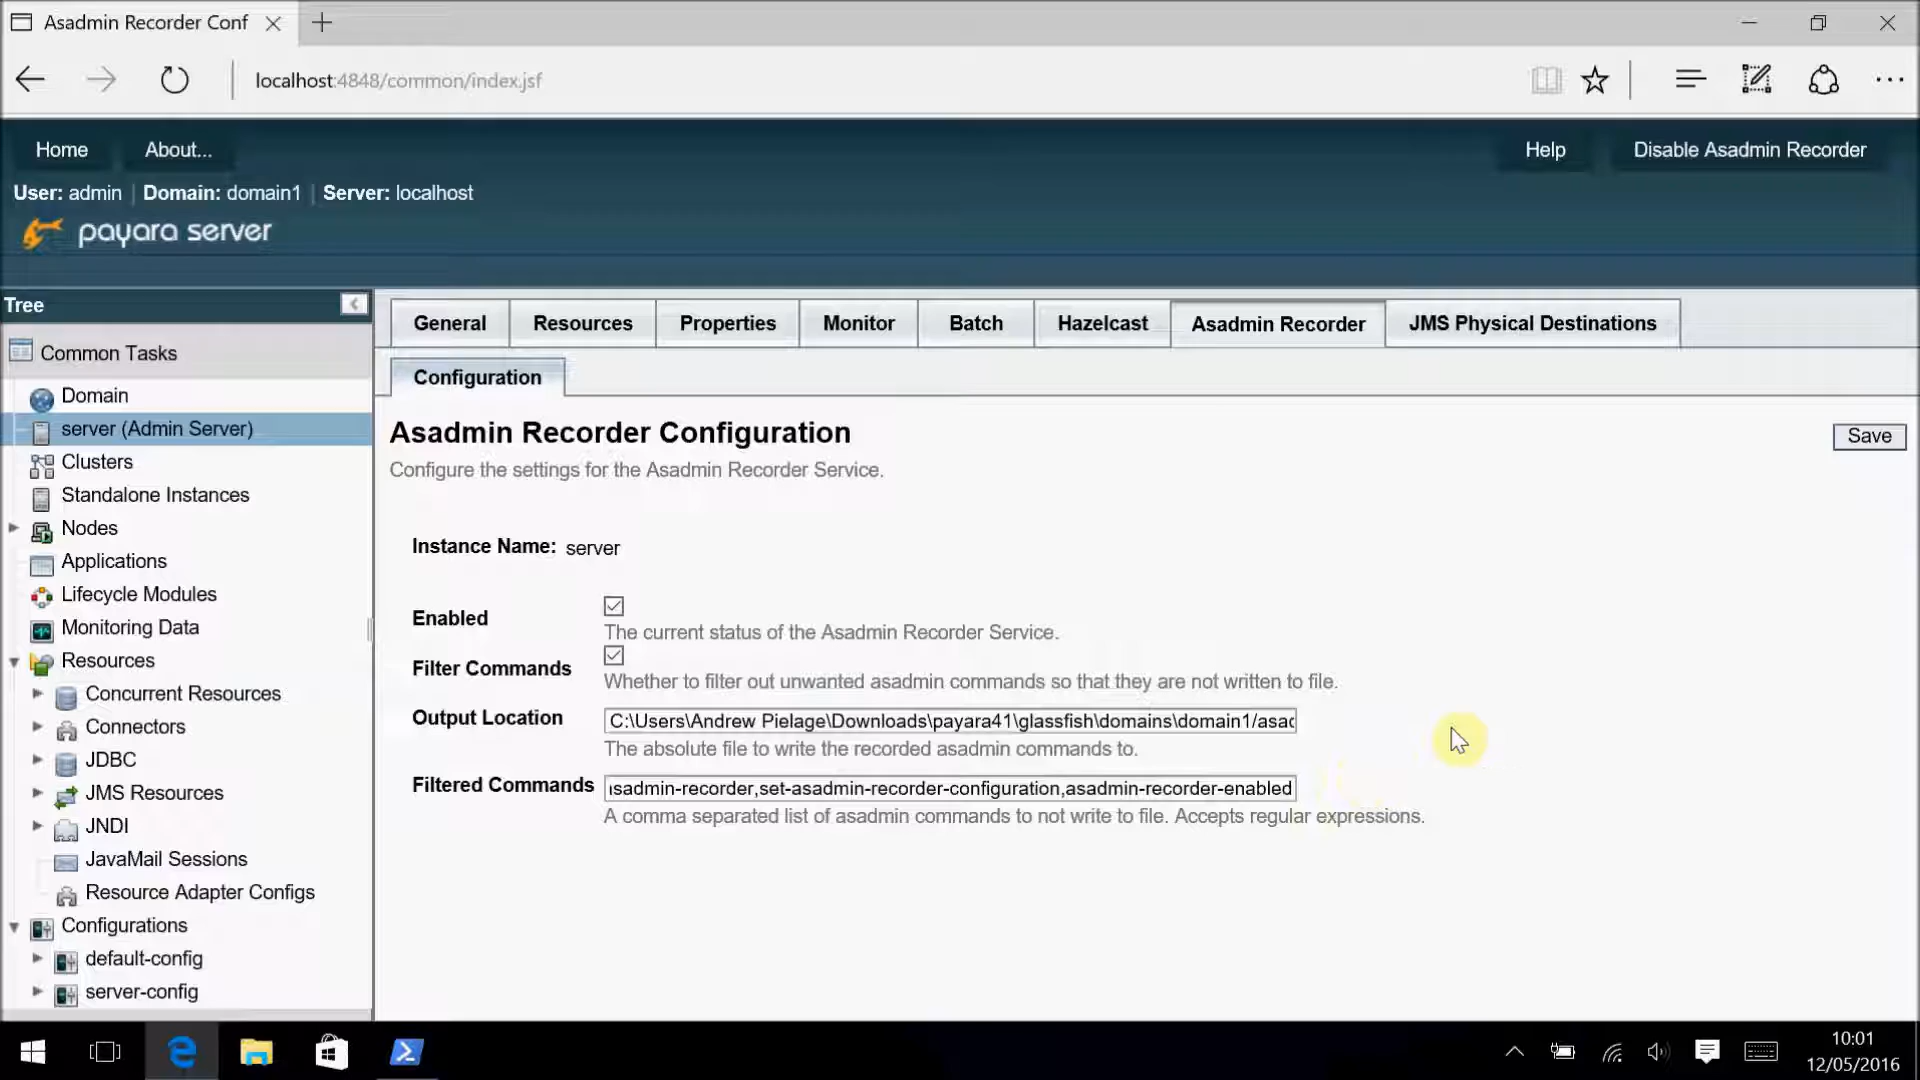 Asadmin Recorder Conf
localhost:4848/common/index.jsf
Home About... Help Disable Asadmin Recorder
User: admin | Domain: domain1 | Server: localhost
payara server
Tree
General Resources Properties Monitor Batch Hazelcast Asadmin Recorder JMS Physical Destinations
Configuration
Common Tasks
Domain
server (Admin Server)
Clusters
Standalone Instances
Nodes
Applications
Lifecycle Modules
Monitoring Data
Resources
Concurrent Resources
Connectors
JDBC
JMS Resources
JNDI
JavaMail Sessions
Resource Adapter Configs
Configurations
default-config
server-config
Asadmin Recorder Configuration
Save
Configure the settings for the Asadmin Recorder Service.
Instance Name: server
Enabled
The current status of the Asadmin Recorder Service.
Filter Commands
Whether to filter out unwanted asadmin commands so that they are not written to file.
Output Location C:\Users\Andrew Pielage\Downloads\payara41\glassfish\domains\domain1/asad
The absolute file to write the recorded asadmin commands to.
Filtered Commands sadmin-recorder,set-asadmin-recorder-configuration,asadmin-recorder-enabled
A comma separated list of asadmin commands to not write to file. Accepts regular expressions.
10:01
12/05/2016